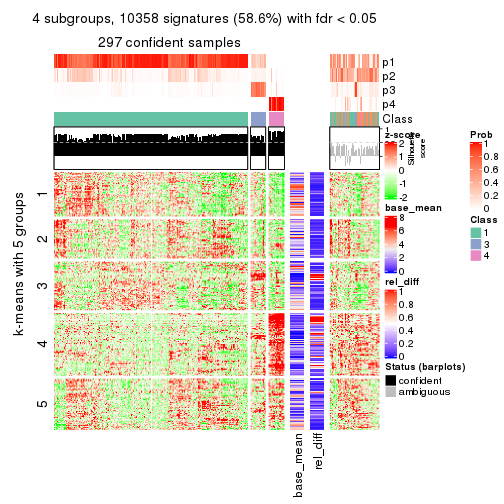 4 subgroups, 10358 signatures (58.6%) with fdr < 0.05
297 confident samples
p1
p2
p3
p4
Class
1
Silhouette
score
k-means with 5 groups
1
2
3
4
5
base_mean
rel_diff
z-score
2
1
0
-1
-2
base_mean
8
6
4
2
0
rel_diff
1
0.8
0.6
0.4
0.2
0
Status (barplots)
confident
ambiguous
Prob
1
0.8
0.6
0.4
0.2
0
Class
1
3
4